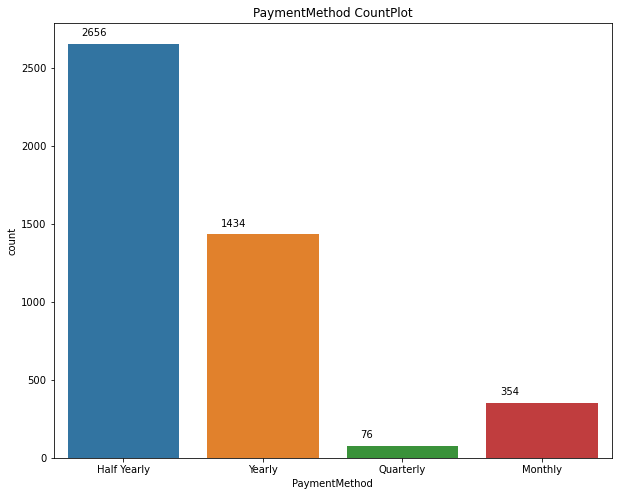 PaymentMethod CountPlot
2656
2500
2000
1500
1434
1000
500
354
76
0
count
Half Yearly
Yearly
Quarterly
Monthly
PaymentMethod